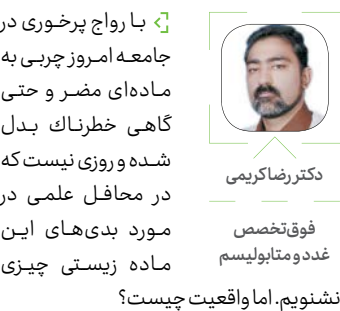 با رواج پرخوری در
جامعه امروز چربی به
ماده‌ای مضر و حتی
گاهی خطرناك بدل
شده و روزی نیست که
در محافل علمی در
مورد بدی‌های این
ماده زیستی چیزی
نشنویم. اما واقعیت چیست؟
دکتر رضا کریمی
فوق‌تخصص
غدد و متابولیسم